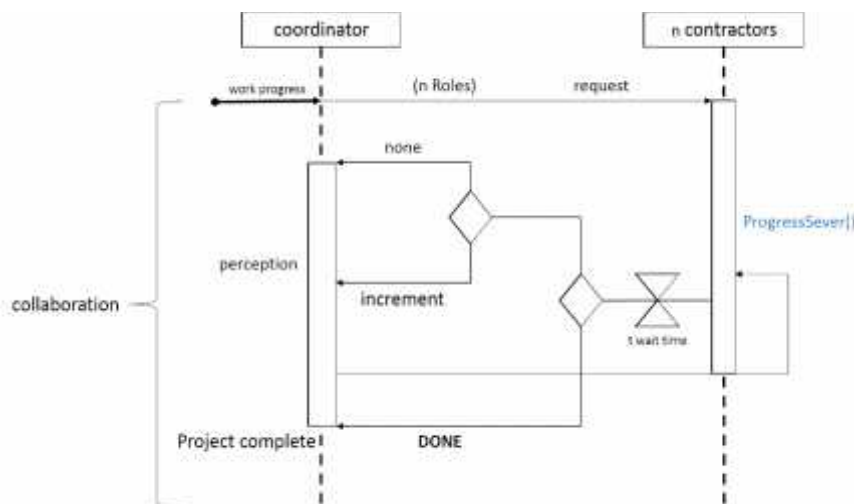 coordinator
n contractors
work progress
(n Roles)
request
none
ProgressSever()
perception
increment
collaboration
t wait time
Project complete
DONE